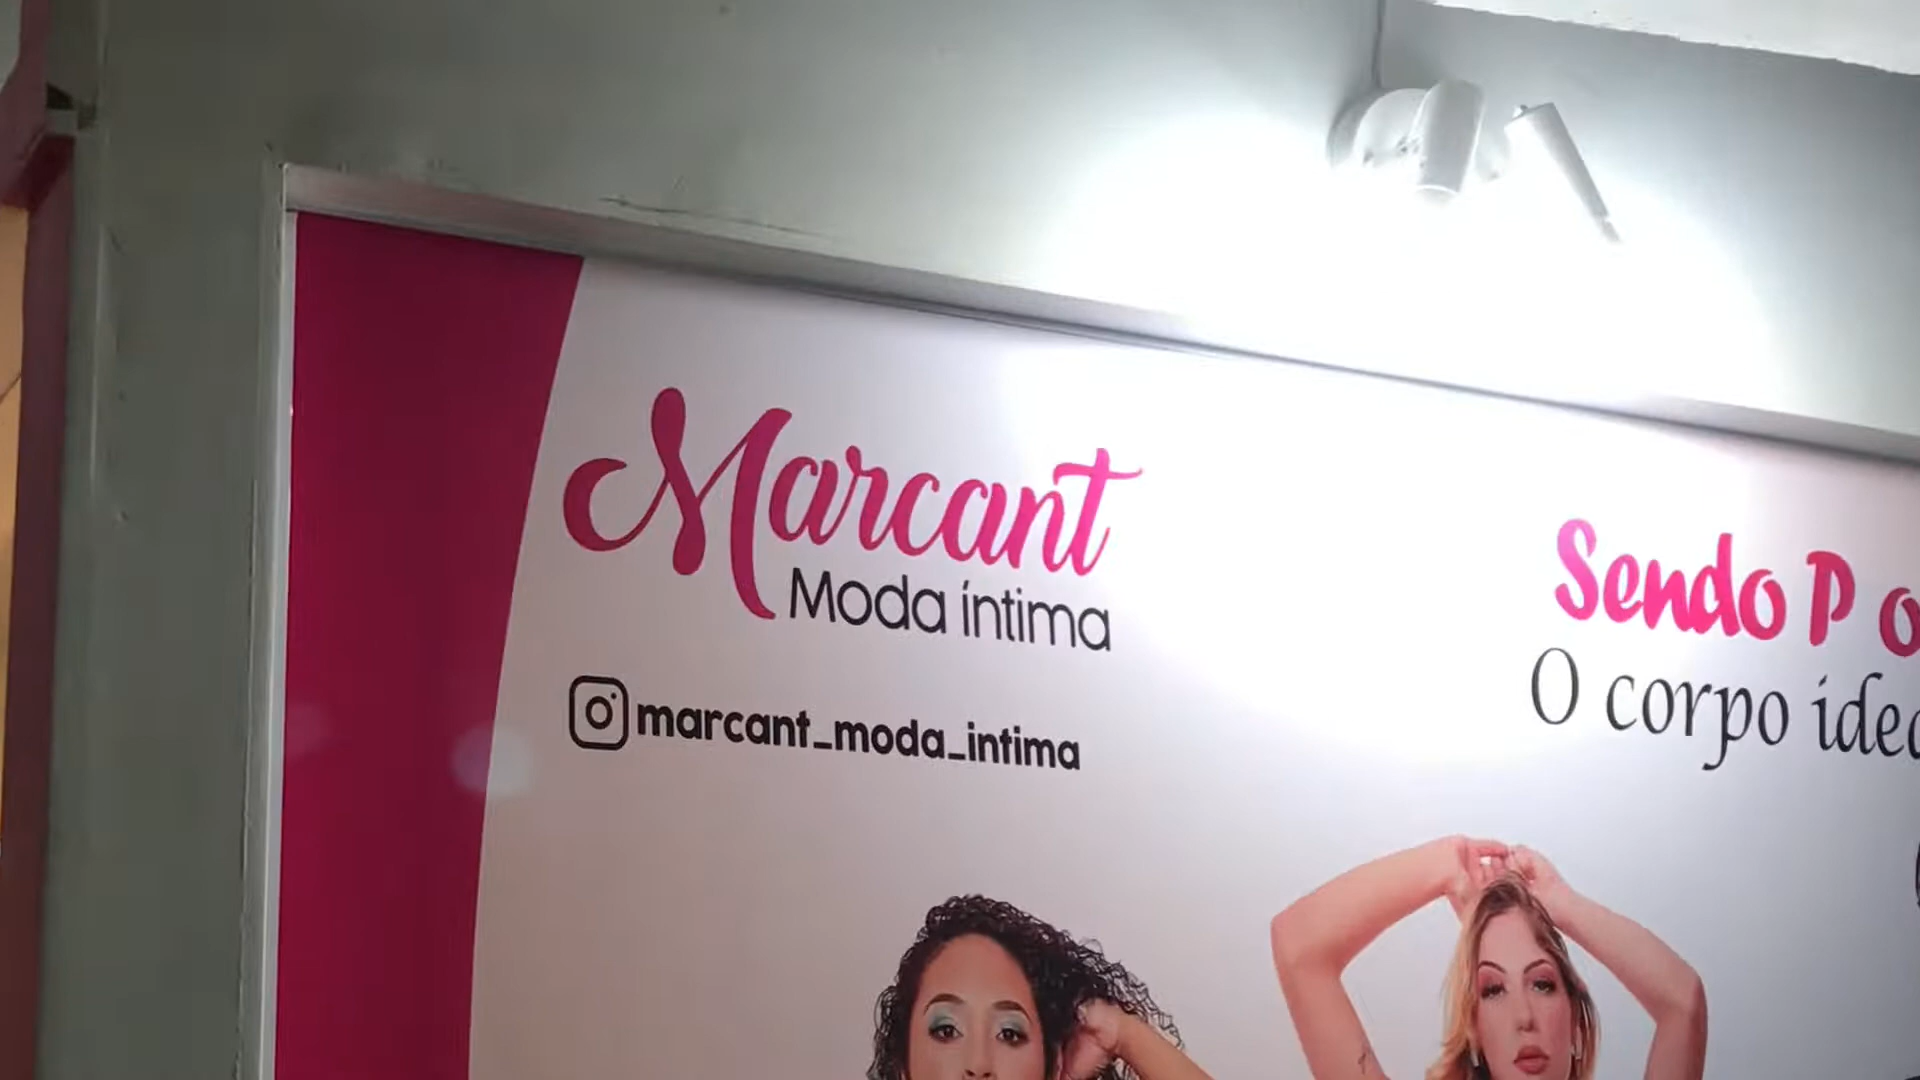 Marcant
Moda íntima
marcant_moda_intima
Sendo P
O corpo